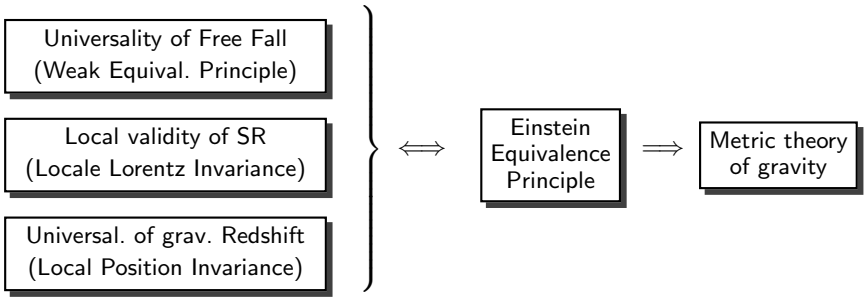 Universality of Free Fall
(Weak Equival. Principle)
Local validity of SR
(Locale Lorentz Invariance)
Universal. of grav. Redshift
(Local Position Invariance)
⟺
Einstein
Equivalence
Principle
⟹
Metric theory
of gravity